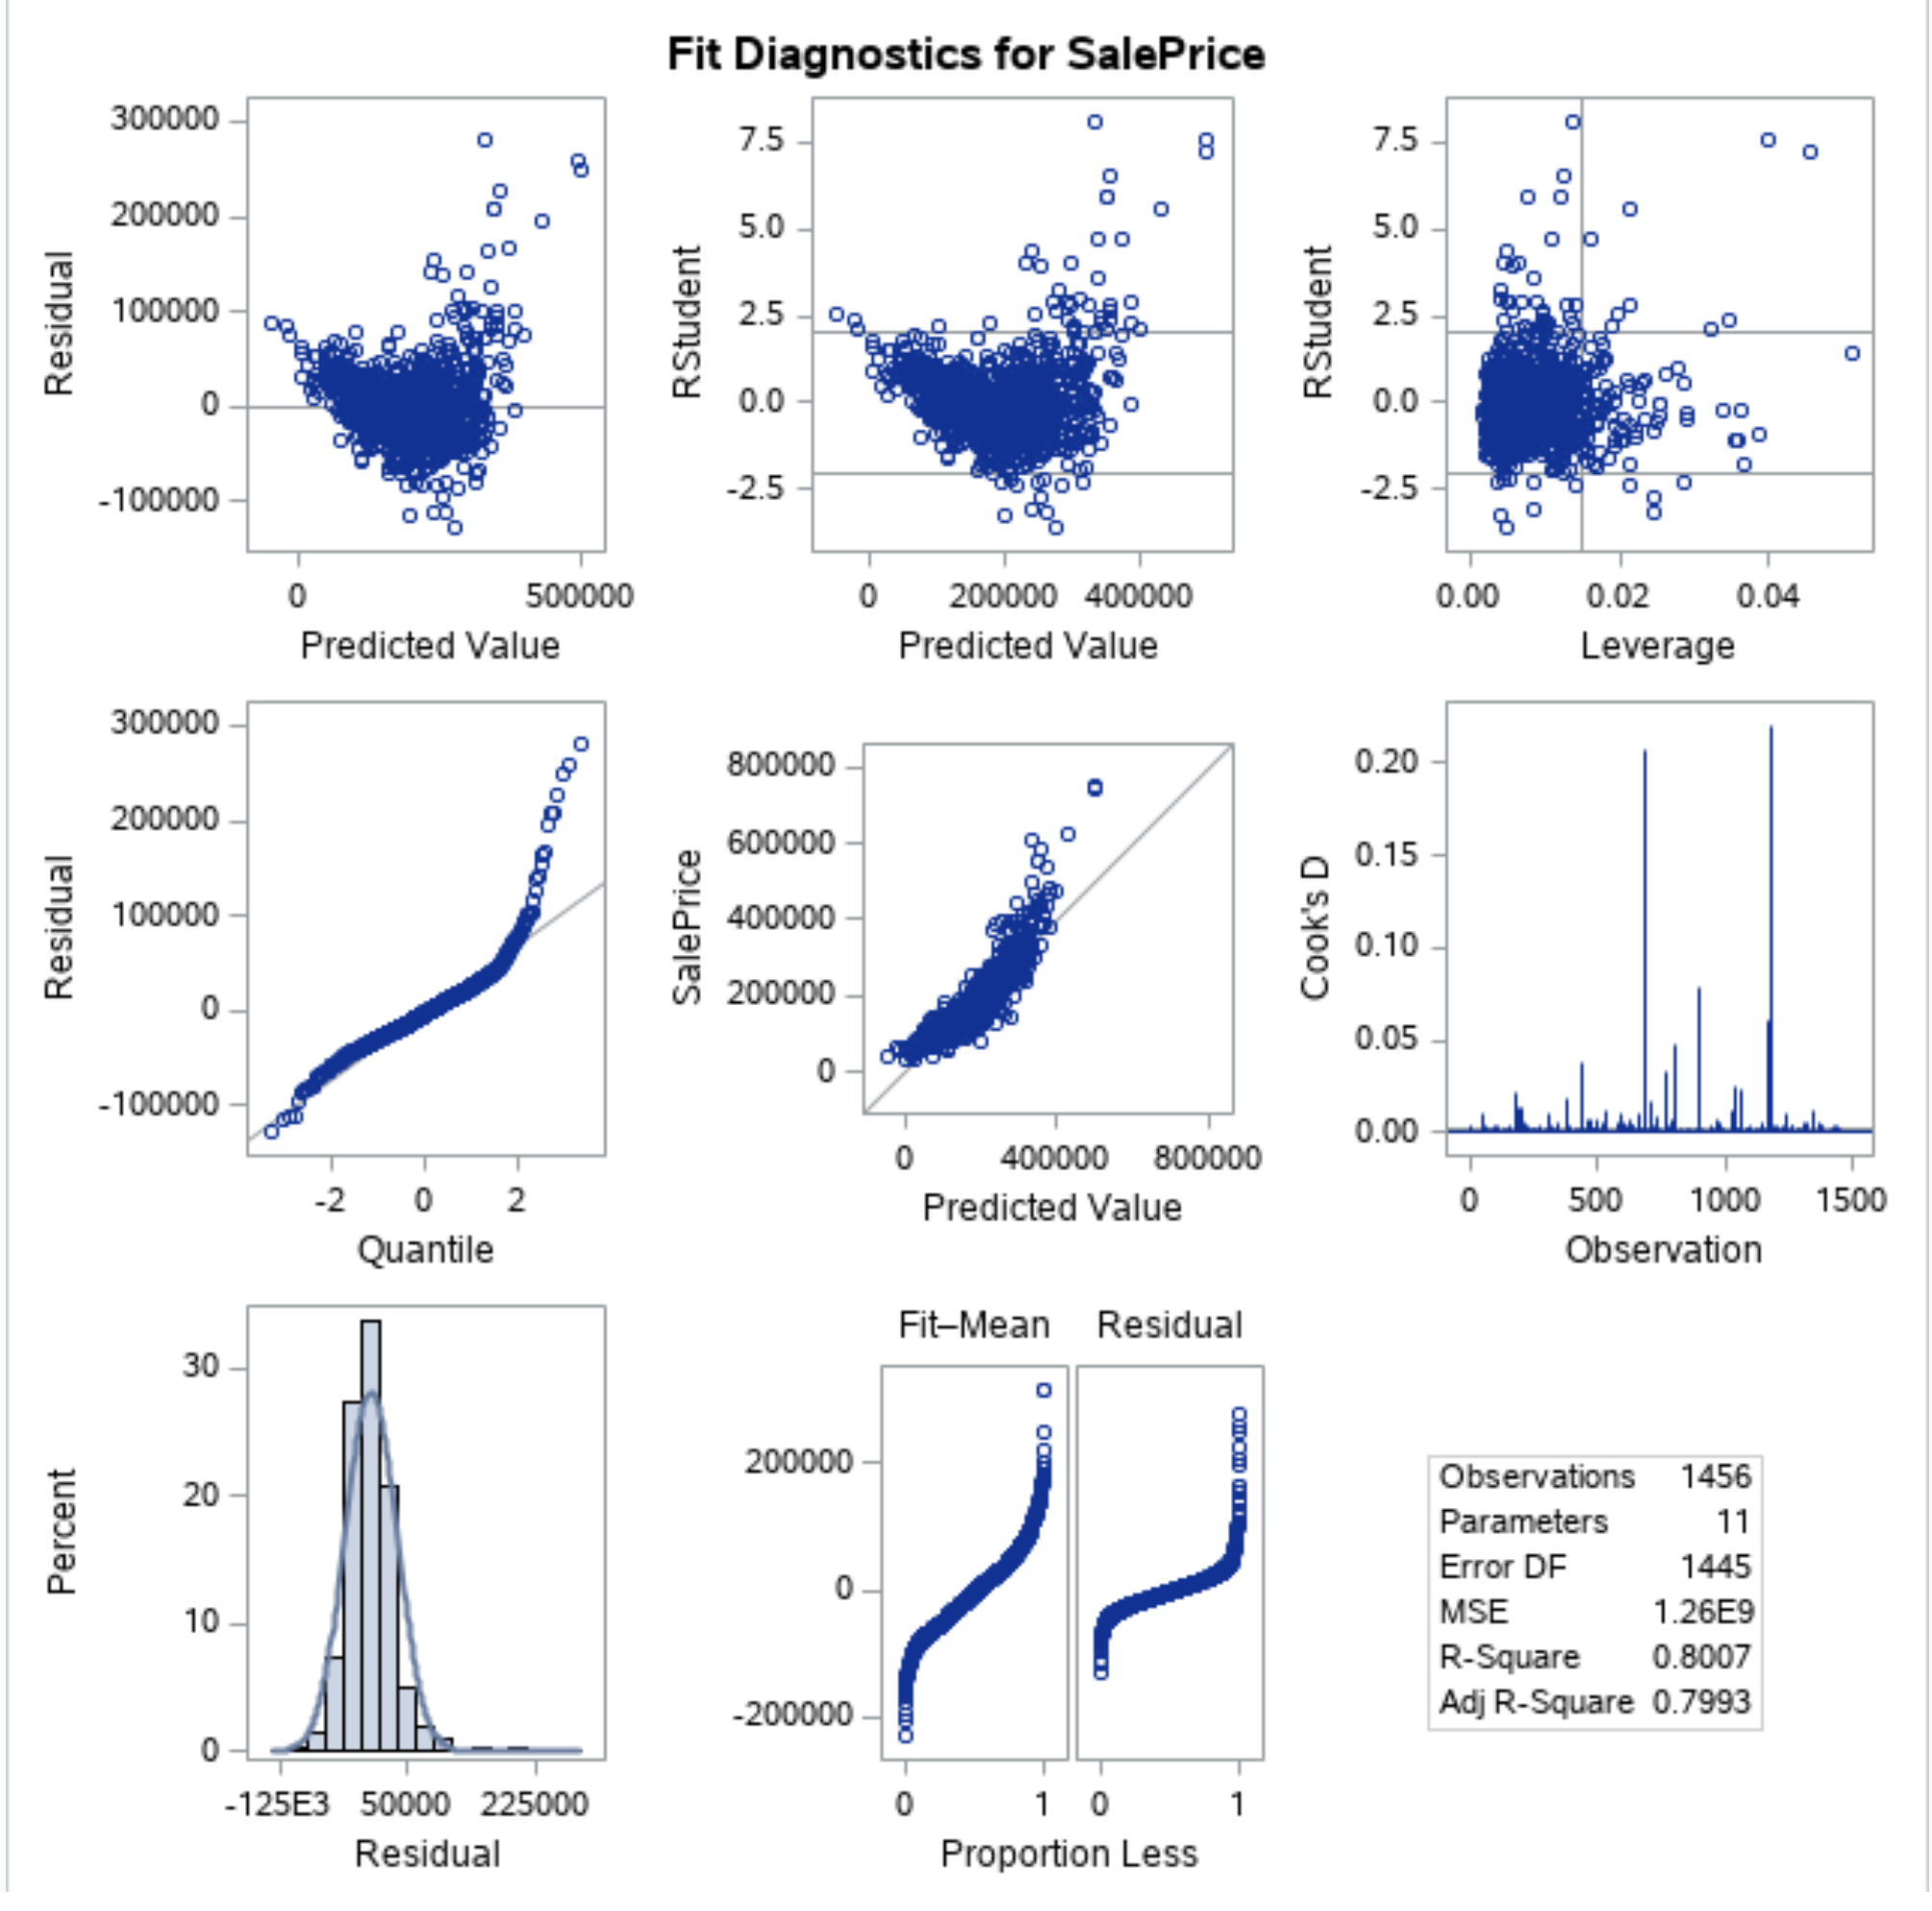 Fit Diagnostics for SalePrice
300000
200000
100000
0
-100000
Residual
0 500000
Predicted Value
7.5
5.0
2.5
0.0
-2.5
RStudent
0 200000 400000
Predicted Value
7.5
5.0
2.5
0.0
-2.5
RStudent
0.00 0.02 0.04
Leverage
300000
200000
100000
0
-100000
Residual
-2 0 2
Quantile
800000
600000
400000
200000
0
SalePrice
0 400000 800000
Predicted Value
0.20
0.15
0.10
0.05
0.00
Cook's D
0 500 1000 1500
Observation
30
20
10
0
Percent
-125E3 50000 225000
Residual
Fit–Mean Residual
200000
0
-200000
0 1 0 1
Proportion Less
Observations 1456
Parameters 11
Error DF 1445
MSE 1.26E9
R-Square 0.8007
Adj R-Square 0.7993